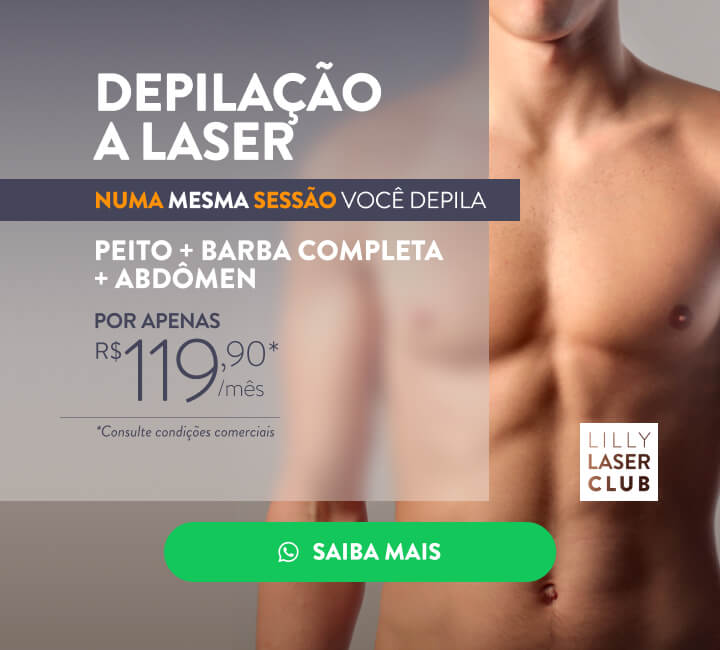 DEPILAÇÃO
A LASER
NUMA MESMA SESSÃO VOCÊ DEPILA
PEITO + BARBA COMPLETA
+ ABDÔMEN
POR APENAS
R$119,90*
/mês
*Consulte condições comerciais
LILLY
LASER
CLUB
SAIBA MAIS